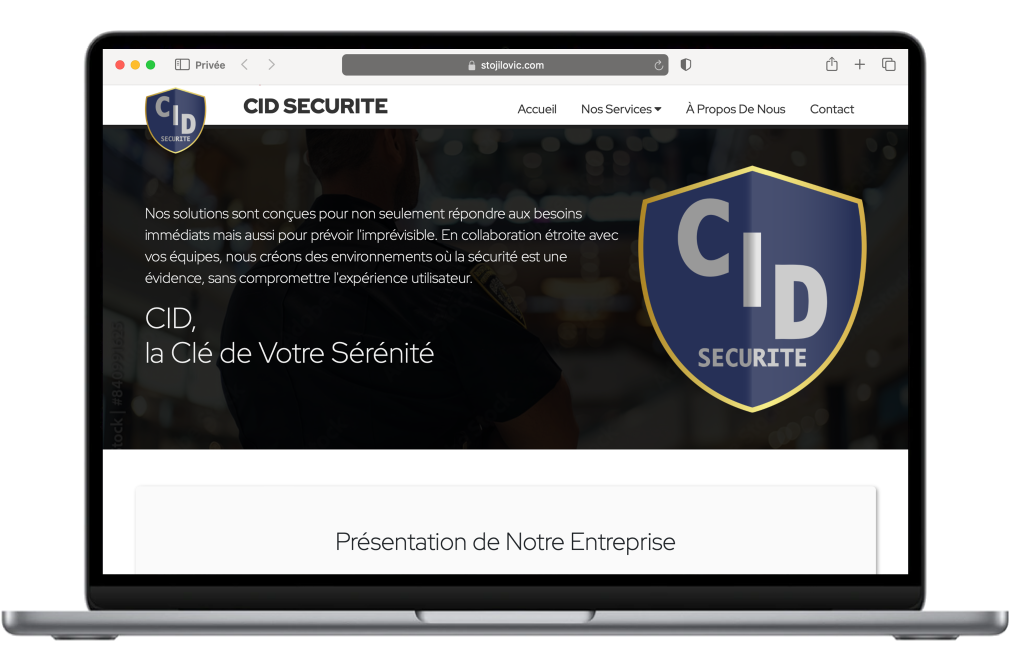 Privée
stojilovic.com
CID
SECURITE
CID SECURITE
Accueil
Nos Services
À Propos De Nous
Contact
Nos solutions sont conçues pour non seulement répondre aux besoins
immédiats mais aussi pour prévoir l'imprévisible. En collaboration étroite avec
vos équipes, nous créons des environnements où la sécurité est une
évidence, sans compromettre l'expérience utilisateur.
CID,
la Clé de Votre Sérénité
CID
SECURITE
tock | #840991625
Présentation de Notre Entreprise